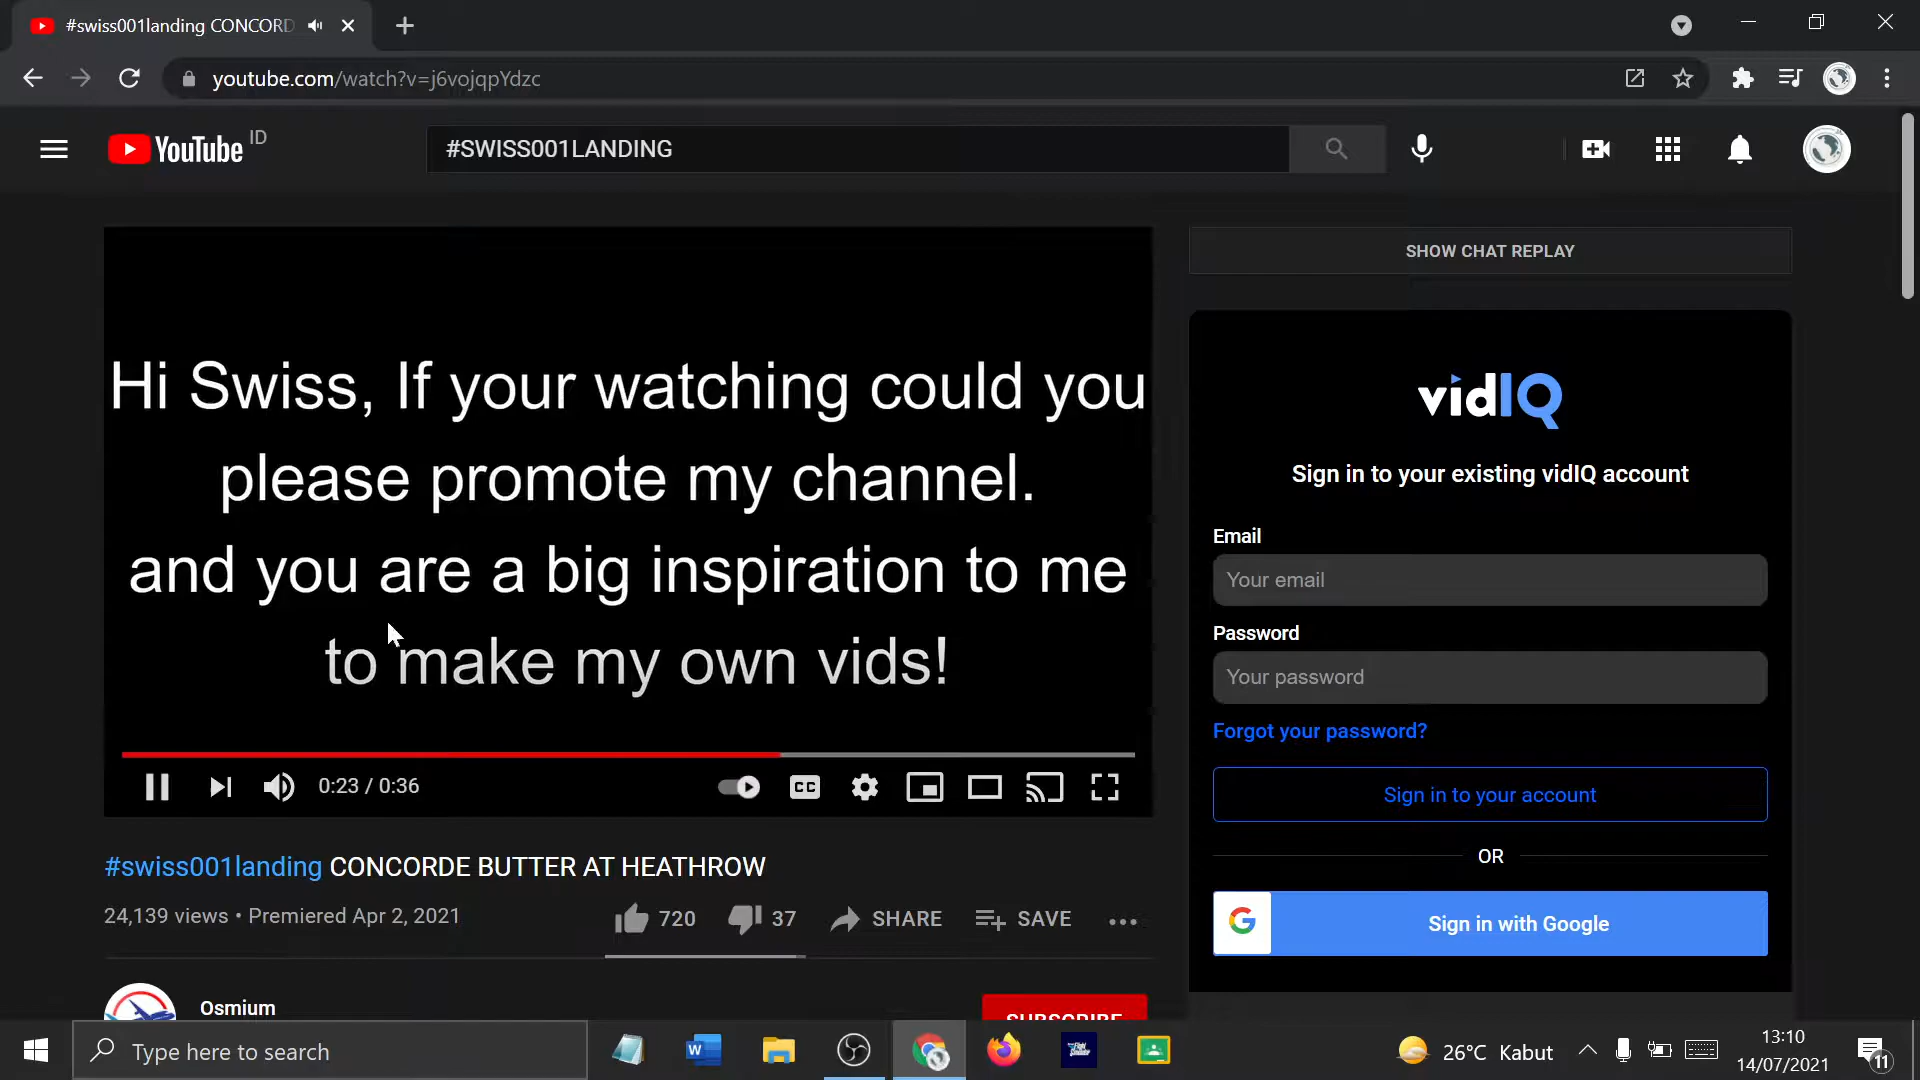 #swiss001landing CONCORD
youtube.com/watch?v=j6vojqpYdzc
YouTube ID
#SWISS001LANDING
SHOW CHAT REPLAY
Hi Swiss, If your watching could you
please promote my channel.
and you are a big inspiration to me
to make my own vids!
0:23 / 0:36
CC
#swiss001landing CONCORDE BUTTER AT HEATHROW
24,139 views • Premiered Apr 2, 2021
720
37
SHARE
SAVE
Osmium
SUBSCRIBE
vidIQ
Sign in to your existing vidIQ account
Email
Your email
Password
Your password
Forgot your password?
Sign in to your account
OR
G
Sign in with Google
Type here to search
W
26°C Kabut
13:10
14/07/2021
11